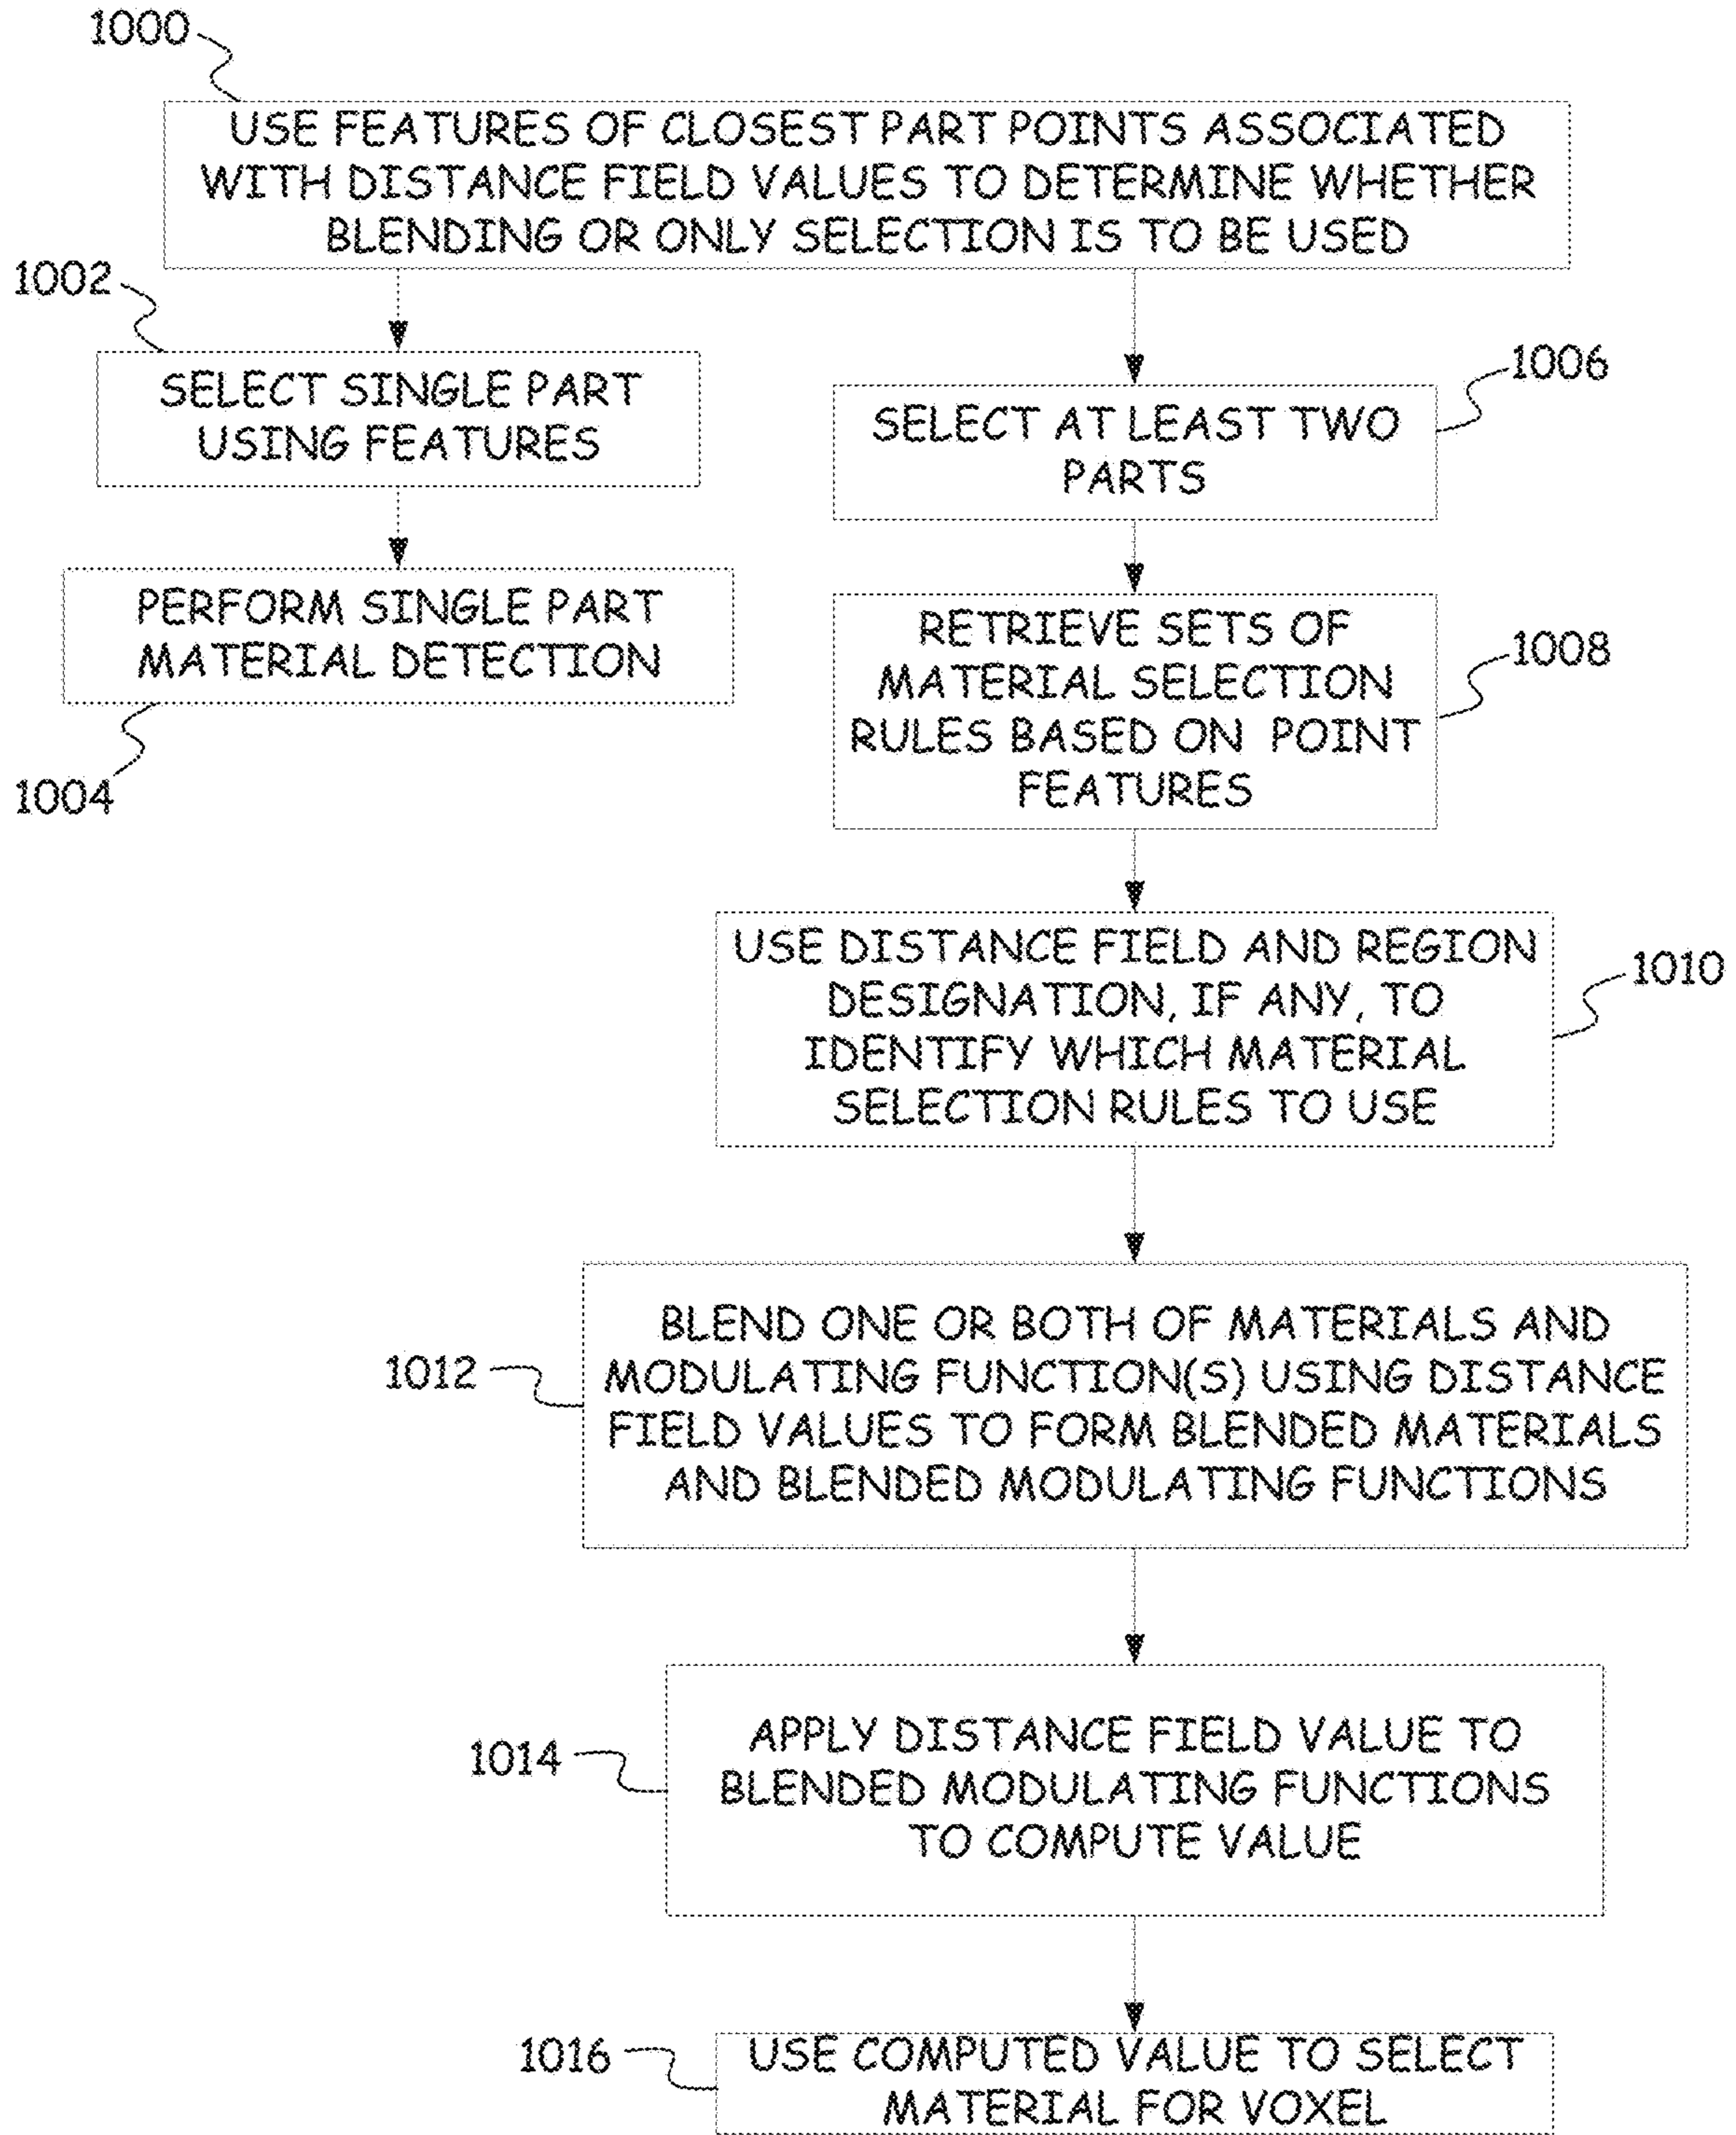 1000
USE FEATURES OF CLOSEST PART POINTS ASSOCIATED
WITH DISTANCE FIELD VALUES TO DETERMINE WHETHER
BLENDING OR ONLY SELECTION IS TO BE USED
1002
SELECT SINGLE PART
USING FEATURES
PERFORM SINGLE PART
MATERIAL DETECTION
1004
1006
SELECT AT LEAST TWO
PARTS
RETRIEVE SETS OF
MATERIAL SELECTION
RULES BASED ON POINT
FEATURES
1008
USE DISTANCE FIELD AND REGION
DESIGNATION, IF ANY, TO
IDENTIFY WHICH MATERIAL
SELECTION RULES TO USE
1010
BLEND ONE OR BOTH OF MATERIALS AND
MODULATING FUNCTION(S) USING DISTANCE
FIELD VALUES TO FORM BLENDED MATERIALS
AND BLENDED MODULATING FUNCTIONS
1012
APPLY DISTANCE FIELD VALUE TO
BLENDED MODULATING FUNCTIONS
TO COMPUTE VALUE
1014
USE COMPUTED VALUE TO SELECT
MATERIAL FOR VOXEL
1016